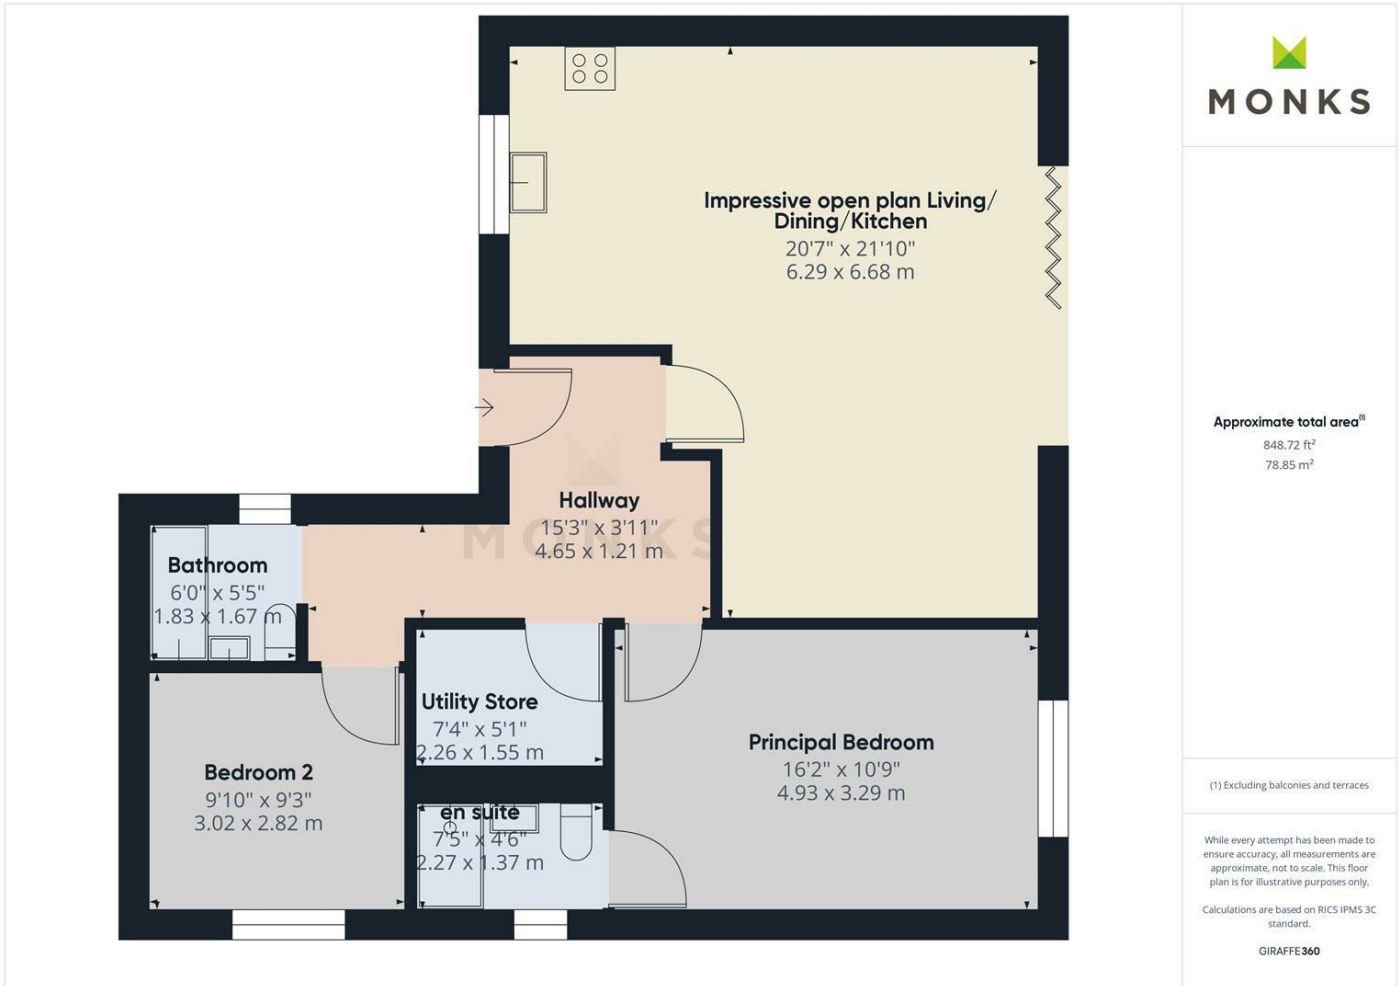 MONKS
Impressive open plan Living/
Dining/Kitchen
20'7" x 21'10"
6.29 x 6.68 m
Hallway
15'3" x 3'11"
4.65 x 1.21 m
MONKS
Bathroom
6'0" x 5'5"
1.83 x 1.67 m
Utility Store
7'4" x 5'1"
2.26 x 1.55 m
Principal Bedroom
16'2" x 10'9"
4.93 x 3.29 m
Bedroom 2
9'10" x 9'3"
3.02 x 2.82 m
en suite
7'5" x 4'6"
2.27 x 1.37 m
Approximate total area(1)
848.72 ft²
78.85 m²
(1) Excluding balconies and terraces
While every attempt has been made to
ensure accuracy, all measurements are
approximate, not to scale. This floor
plan is for illustrative purposes only.
Calculations are based on RICS IPMS 3C
standard.
GIRAFFE360